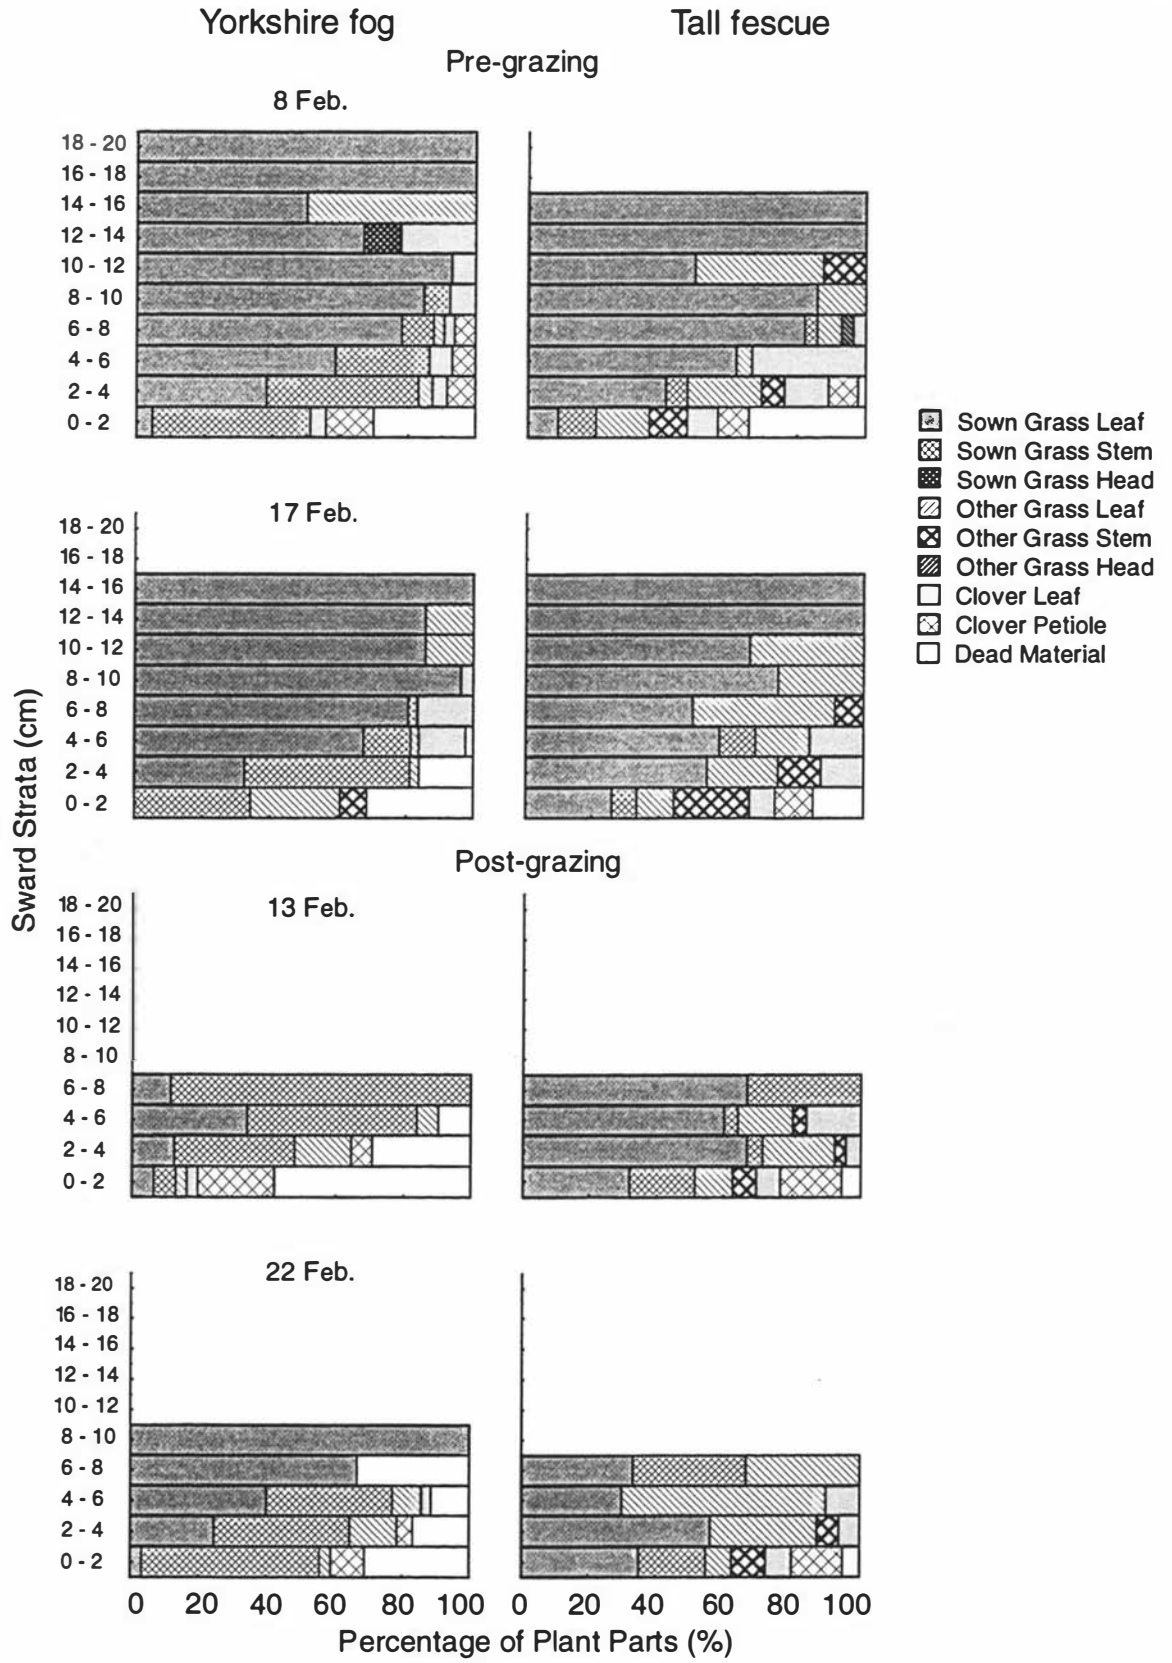 Yorkshire fog
Tall fescue
Pre-grazing
8 Feb.
18 - 20
16 - 18
14 - 16
12 - 14
10 - 12
8 - 10
6 - 8
4 - 6
2 - 4
0 - 2
Sown Grass Leaf
Sown Grass Stem
Sown Grass Head
Other Grass Leaf
Other Grass Stem
Other Grass Head
Clover Leaf
Clover Petiole
Dead Material
17 Feb.
18 - 20
16 - 18
14 - 16
12 - 14
10 - 12
8 - 10
6 - 8
4 - 6
2 - 4
0 - 2
Sward Strata (cm)
Post-grazing
13 Feb.
18 - 20
16 - 18
14 - 16
12 - 14
10 - 12
8 - 10
6 - 8
4 - 6
2 - 4
0 - 2
22 Feb.
18 - 20
16 - 18
14 - 16
12 - 14
10 - 12
8 - 10
6 - 8
4 - 6
2 - 4
0 - 2
0 20 40 60 80 100 0 20 40 60 80 100
Percentage of Plant Parts (%)